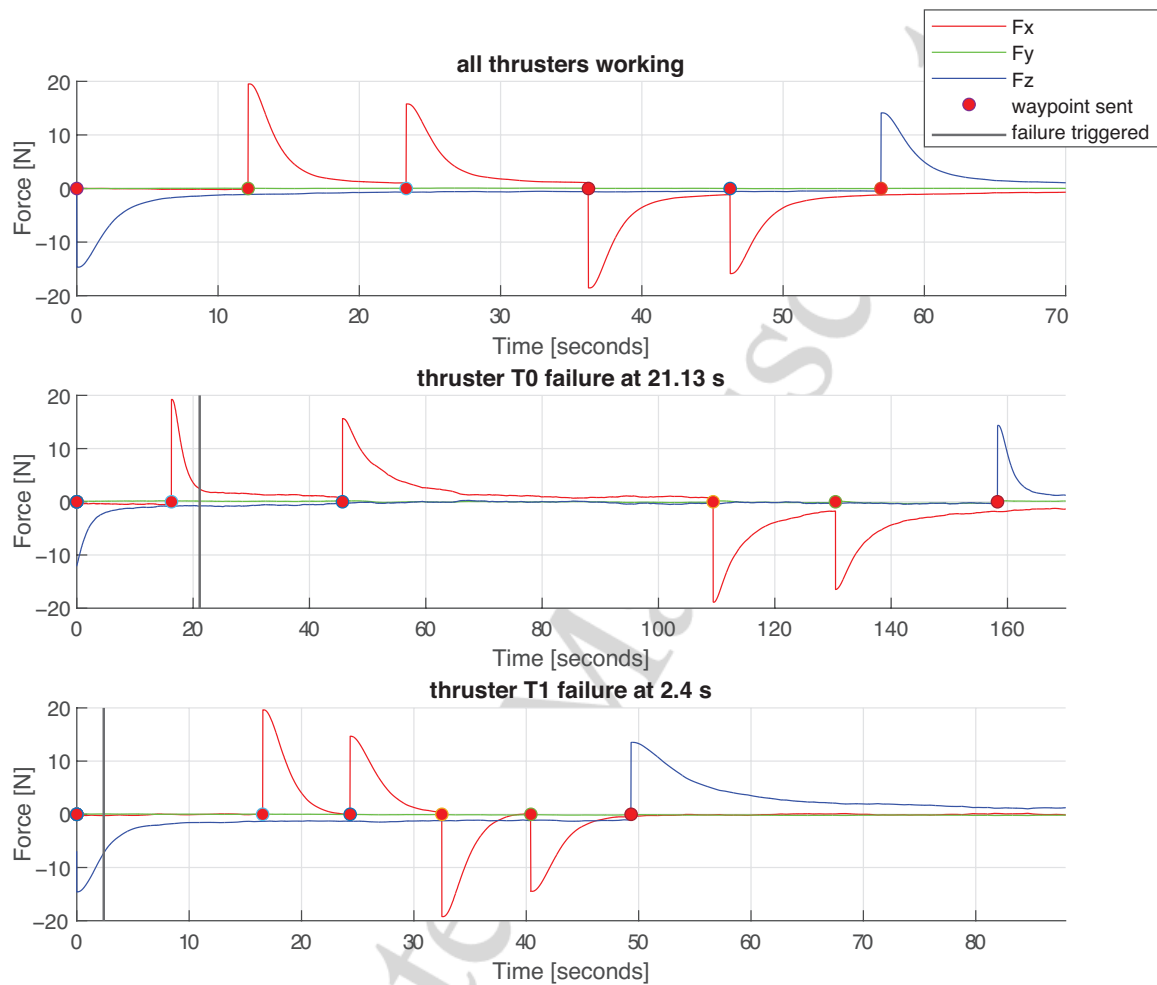 Fx
Fy
Fz
waypoint sent
failure triggered
all thrusters working
20
10
0
−10
−20
Force [N]
0 10 20 30 40 50 60 70
Time [seconds]
thruster T0 failure at 21.13 s
20
10
0
−10
−20
Force [N]
0 20 40 60 80 100 120 140 160
Time [seconds]
thruster T1 failure at 2.4 s
20
10
0
−10
−20
Force [N]
0 10 20 30 40 50 60 70 80
Time [seconds]